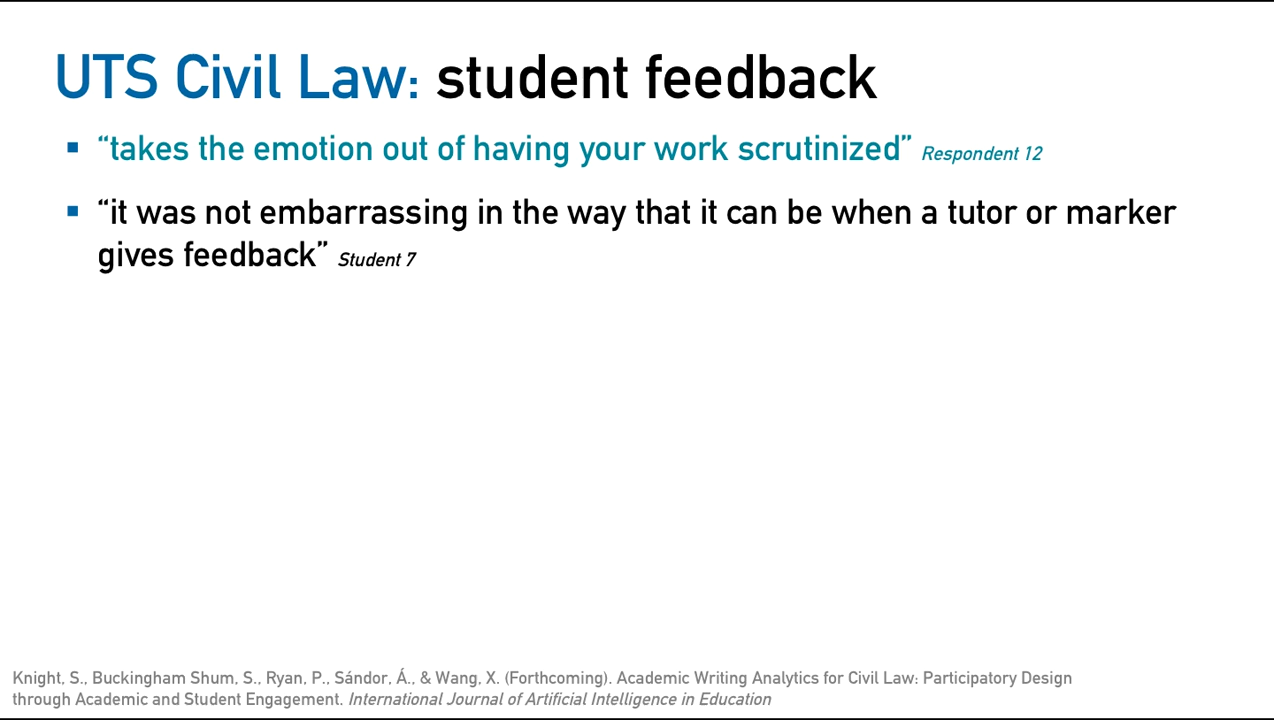 UTS Civil Law: student feedback
▪ “takes the emotion out of having your work scrutinized” Respondent 12
▪ “it was not embarrassing in the way that it can be when a tutor or marker
gives feedback” Student 7
Knight, S., Buckingham Shum, S., Ryan, P., Sándor, Á., & Wang, X. (Forthcoming). Academic Writing Analytics for Civil Law: Participatory Design
through Academic and Student Engagement. International Journal of Artificial Intelligence in Education